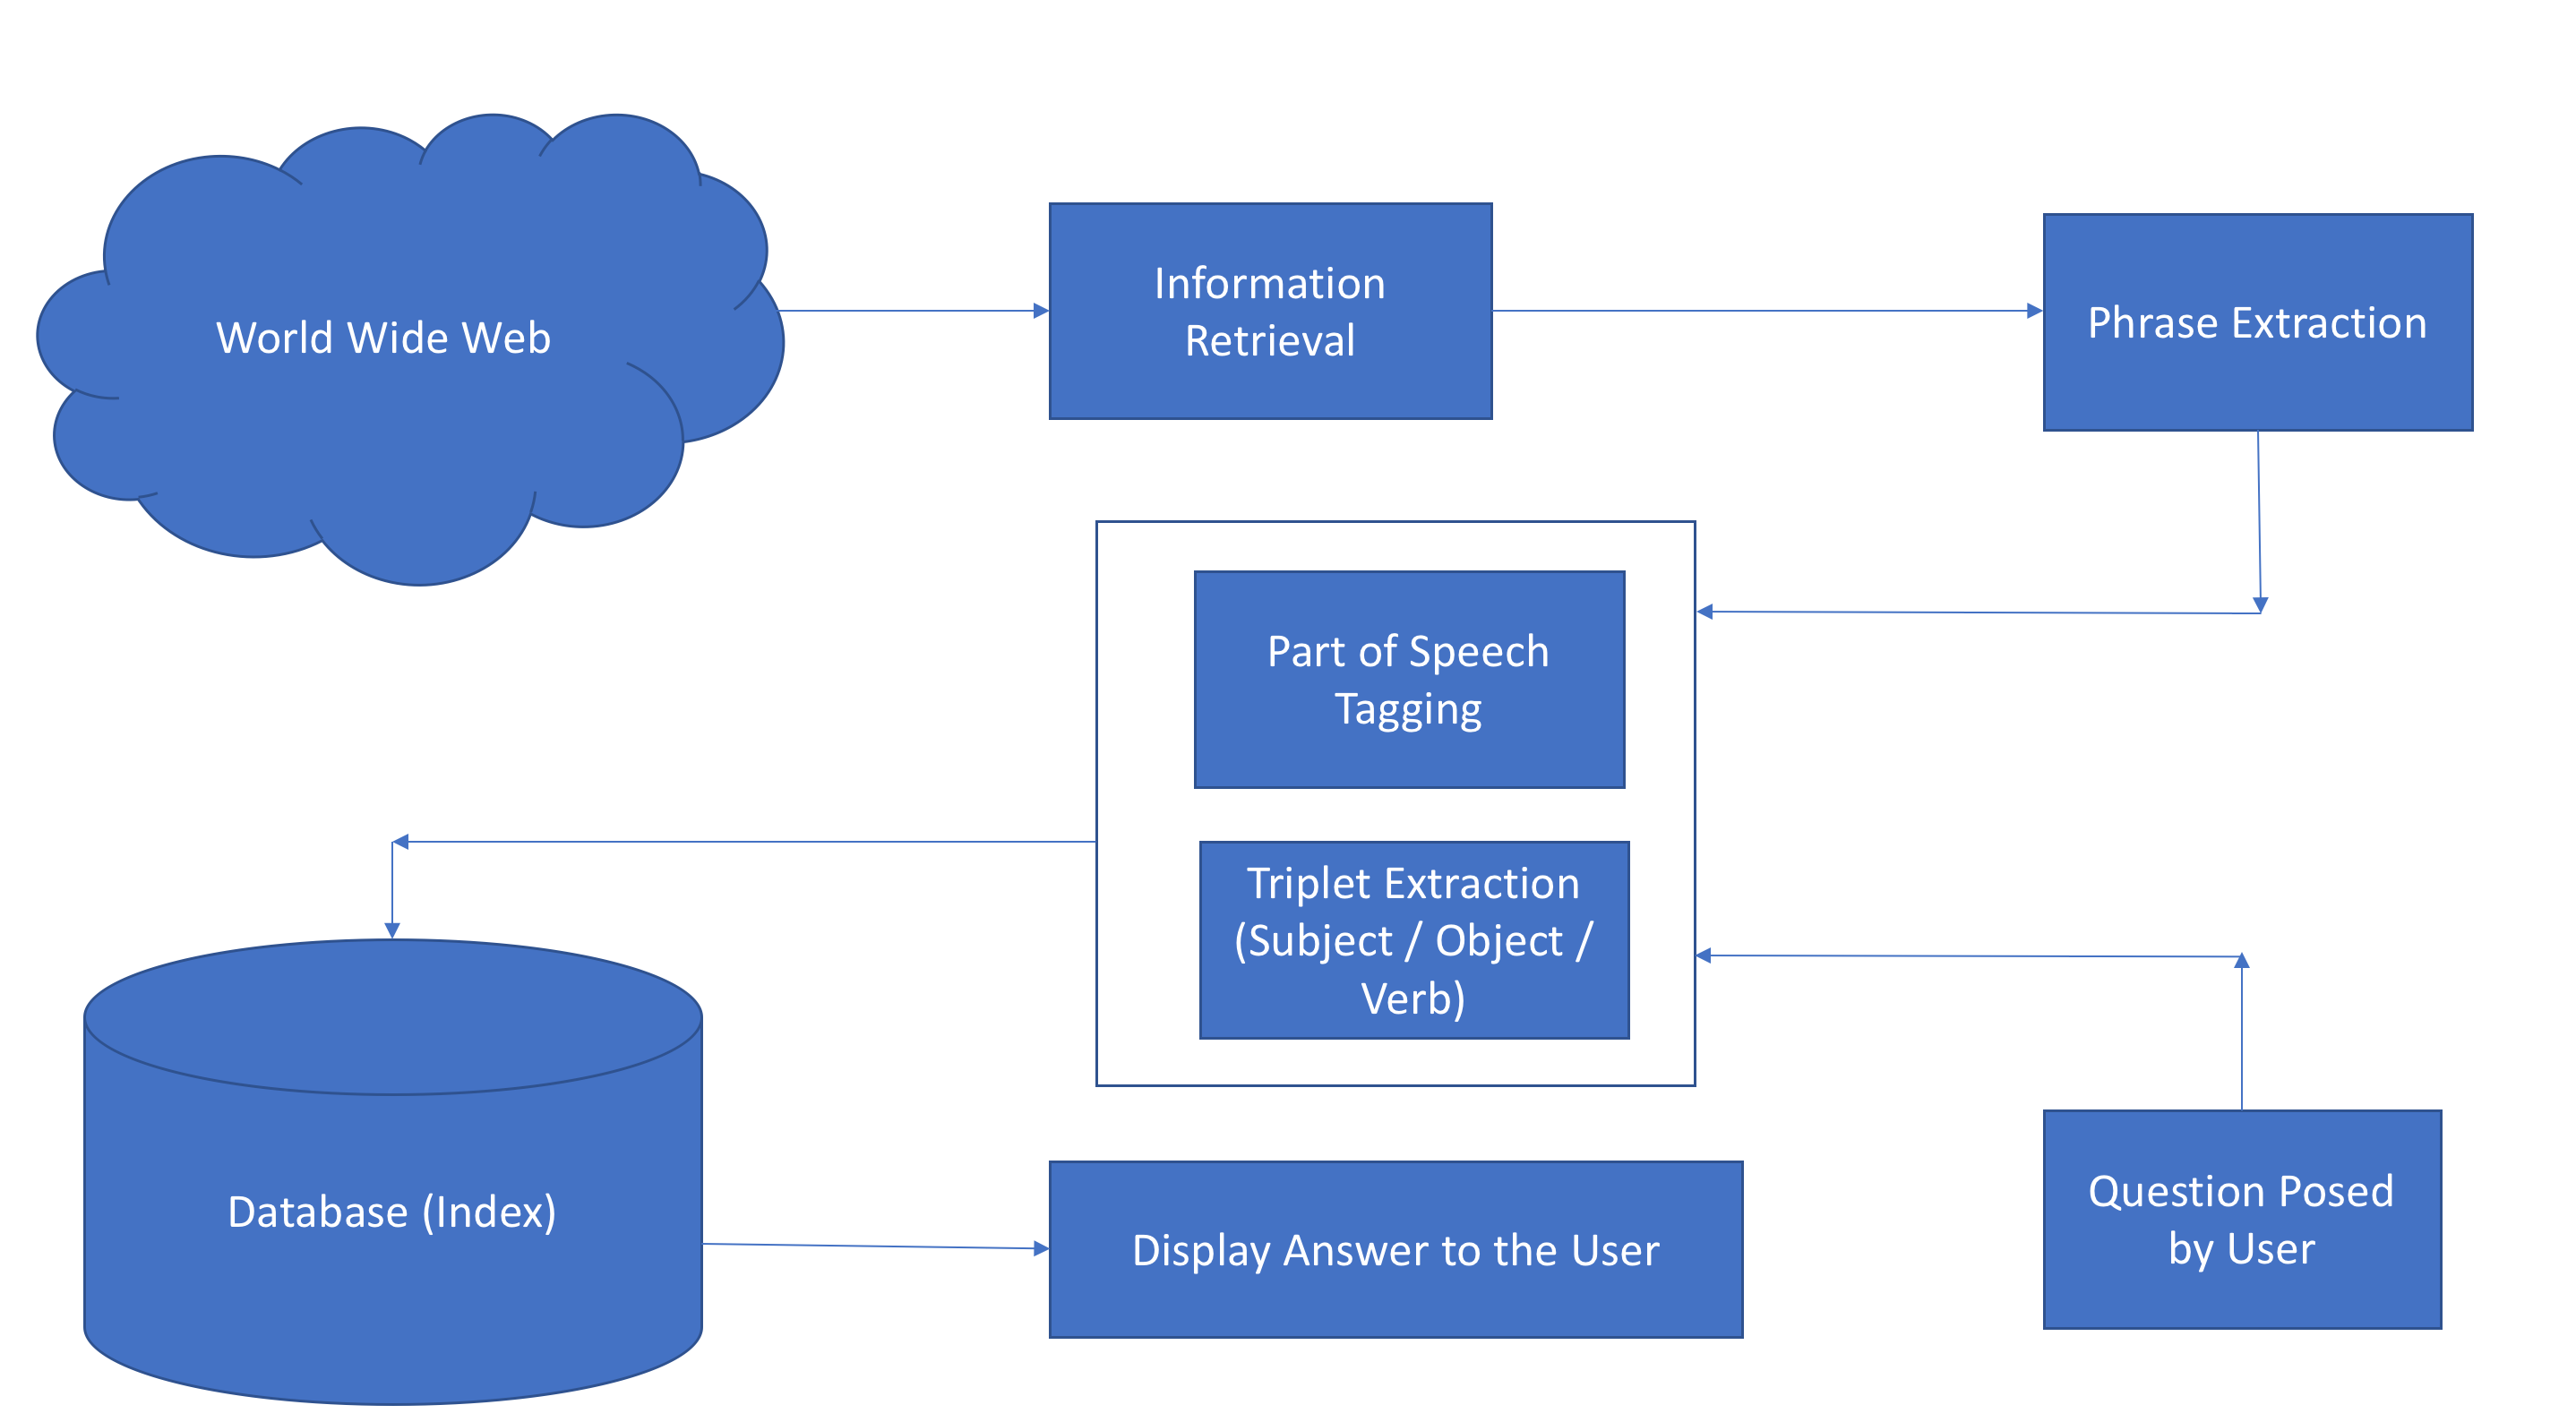 World Wide Web
Information
Retrieval
Phrase Extraction
Part of Speech
Tagging
Triplet Extraction
(Subject / Object /
Verb)
Database (Index)
Display Answer to the User
Question Posed
by User